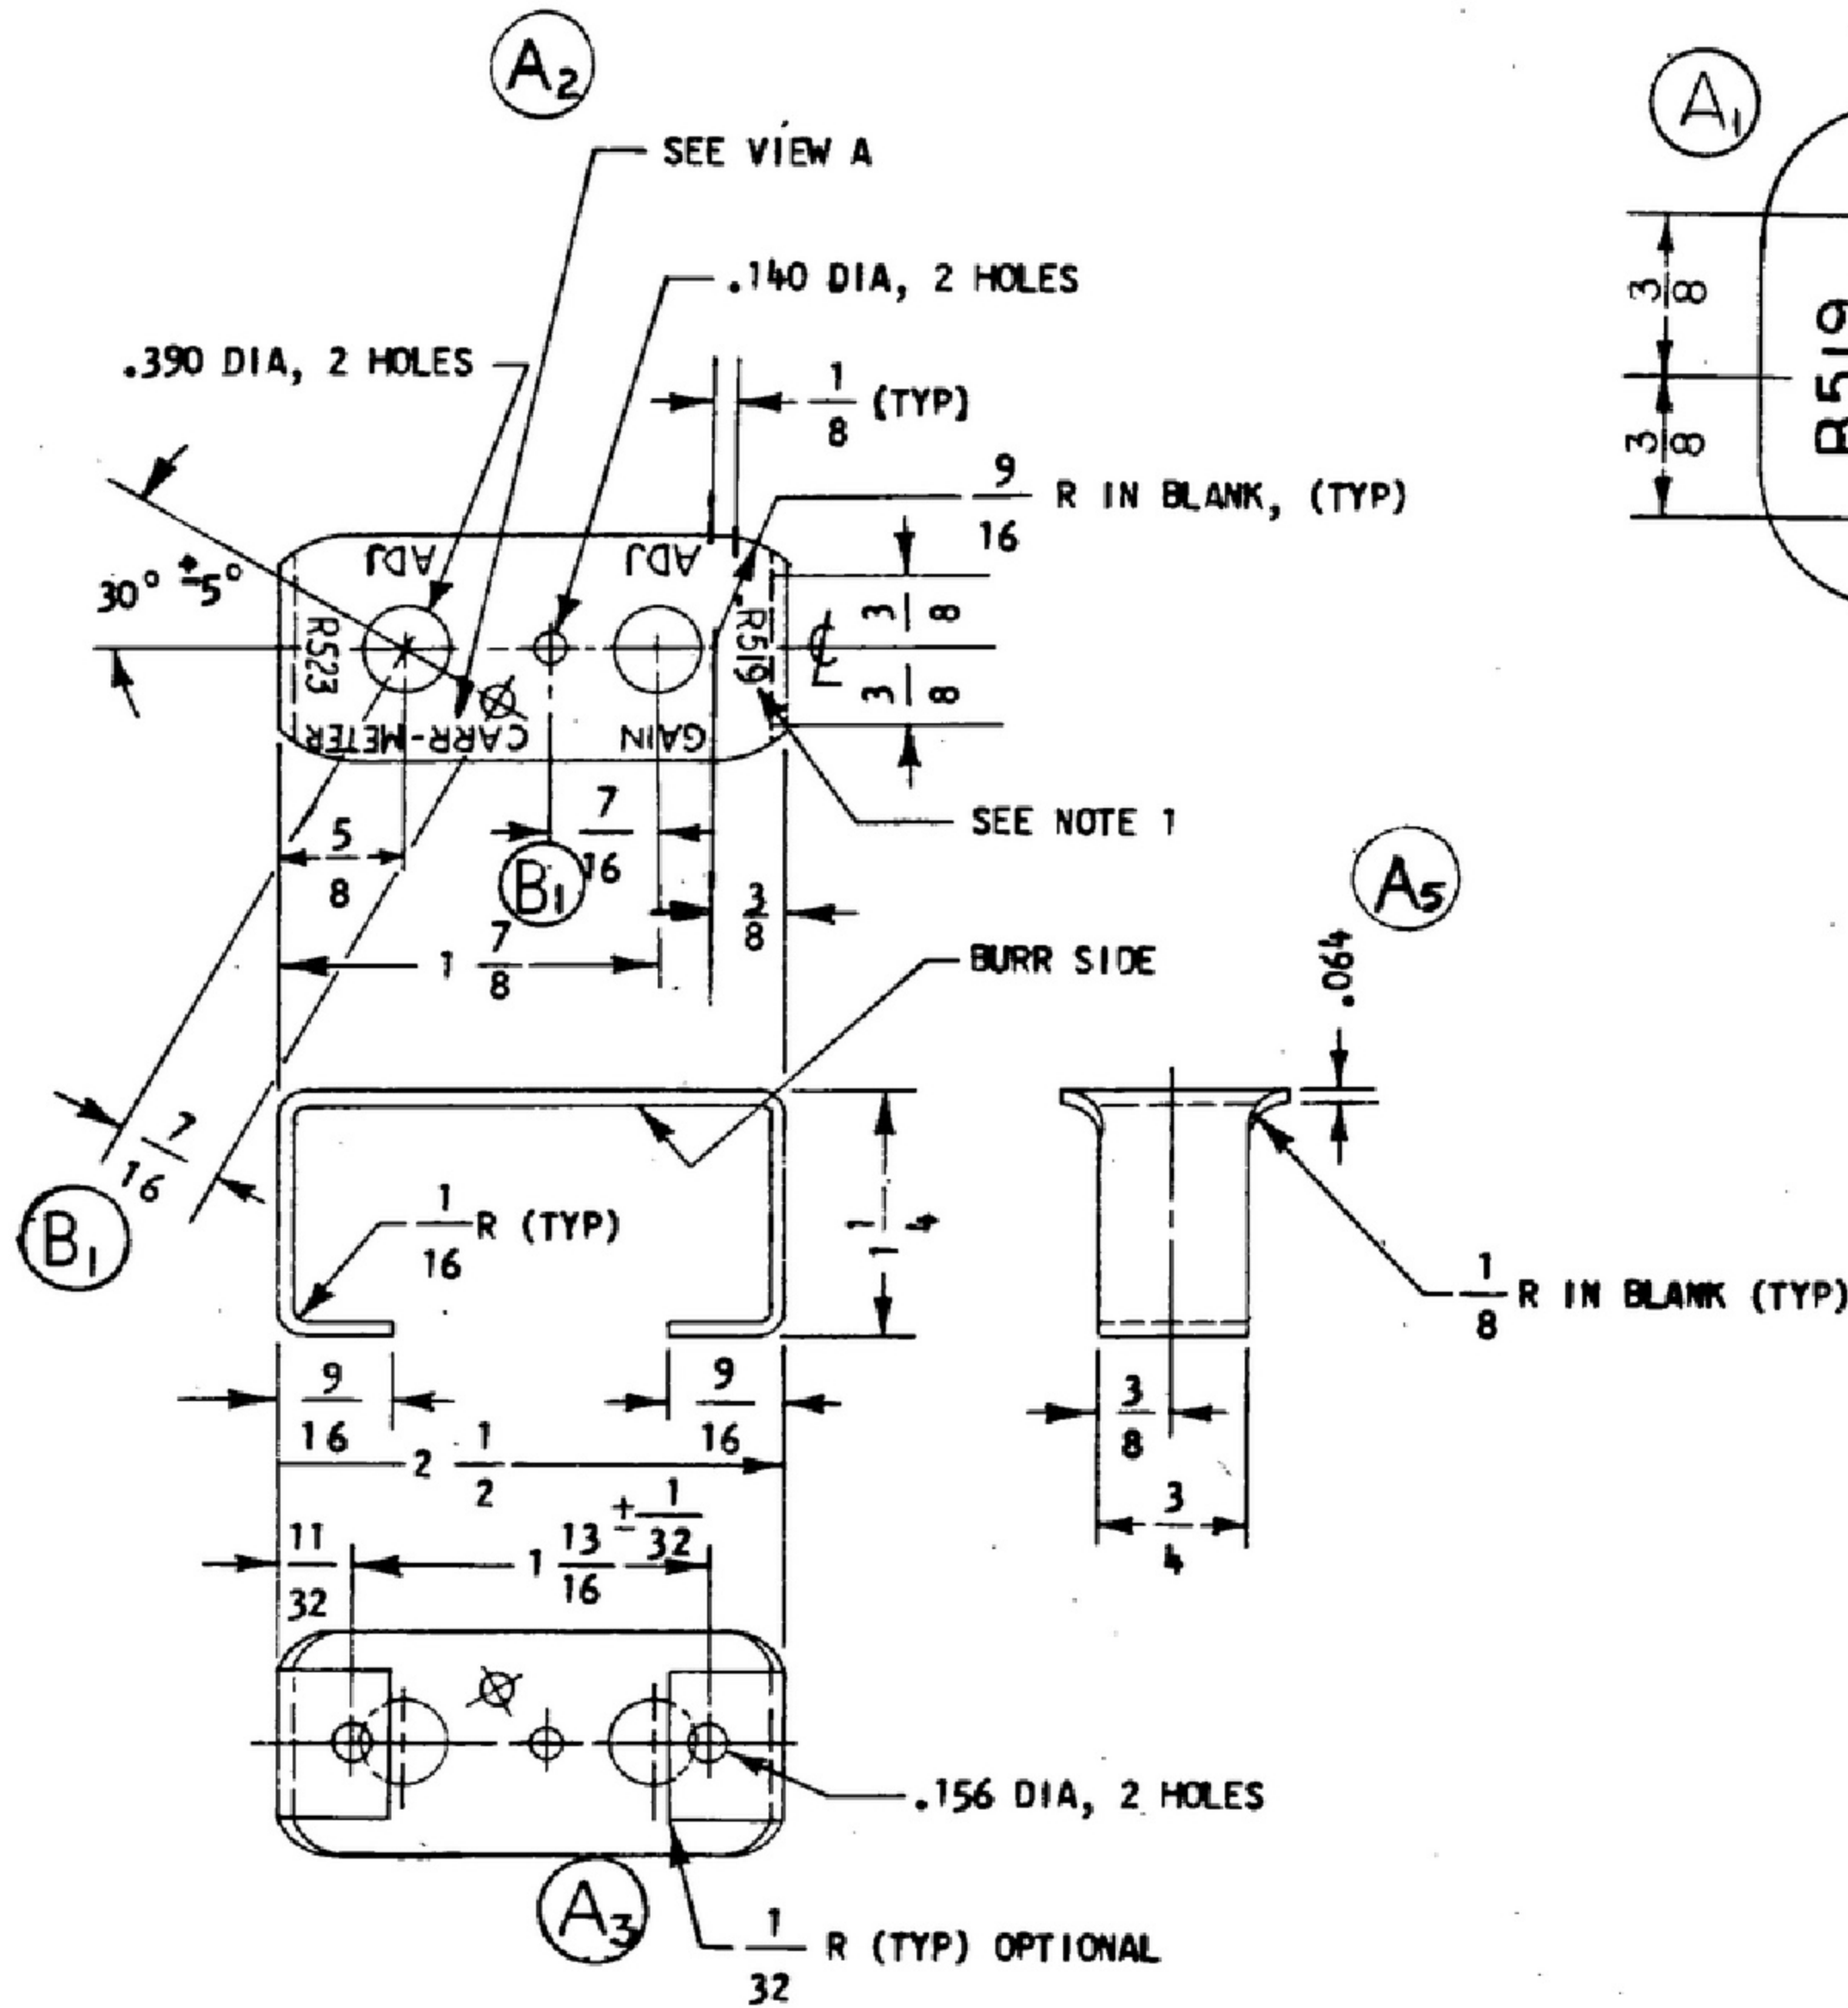 A2
A1
SEE VIEW A
.140 DIA, 2 HOLES
.390 DIA, 2 HOLES
1/8 (TYP)
3/8
3/8
R519
9/16 R IN BLANK, (TYP)
30° ±5°
ADJ
ADJ
R523
R519
3/8
3/8
CL
CARR-METER
GAIN
SEE NOTE 1
5/8
7/16
B1
3/8
1 7/8
A5
BURR SIDE
.064
7/16
B1
1/16 R (TYP)
1 1/4
1/8 R IN BLANK (TYP)
9/16
9/16
3/8
2 1/2
3/4
11/32
1 13/16 ± 1/32
.156 DIA, 2 HOLES
A3
1/32 R (TYP) OPTIONAL